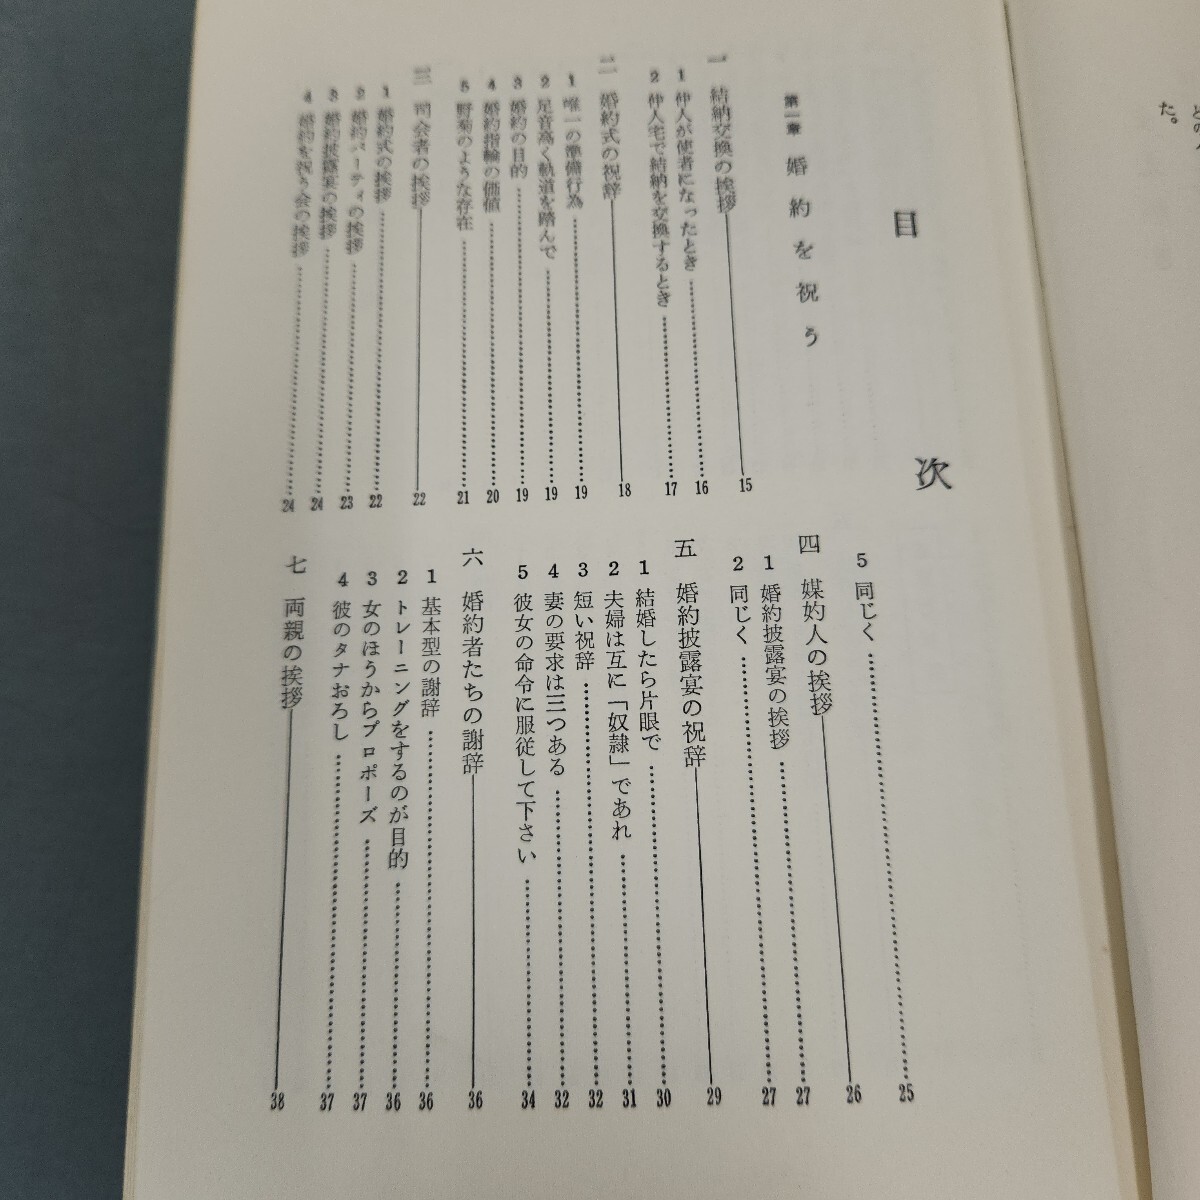 目次
第一章　婚約を祝う
一　結納交換の挨拶 15
1　仲人が使者になったとき 16
2　仲人宅で結納を交換するとき 17
二　婚約式の祝辞 18
1　唯一の準備行為 19
2　足音高く軌道を踏んで 19
3　婚約の目的 19
4　婚約指輪の価値 20
5　野菊のような存在 21
三　司会者の挨拶 22
1　婚約式の挨拶 22
2　婚約パーティの挨拶 23
3　婚約披露宴の挨拶 24
4　婚約を祝う会の挨拶 24
5　同じく 25
四　媒妁人の挨拶 26
1　婚約披露宴の挨拶 27
2　同じく 27
五　婚約披露宴の祝辞 29
1　結婚したら片眼で 30
2　夫婦は互に「奴隷」であれ 31
3　短い祝辞 32
4　妻の要求は三つある 32
5　彼女の命令に服従して下さい 34
六　婚約者たちの謝辞 36
1　基本型の謝辞 36
2　トレーニングをするのが目的 36
3　女のほうからプロポーズ 37
4　彼のタナおろし 37
七　両親の挨拶 38
た。